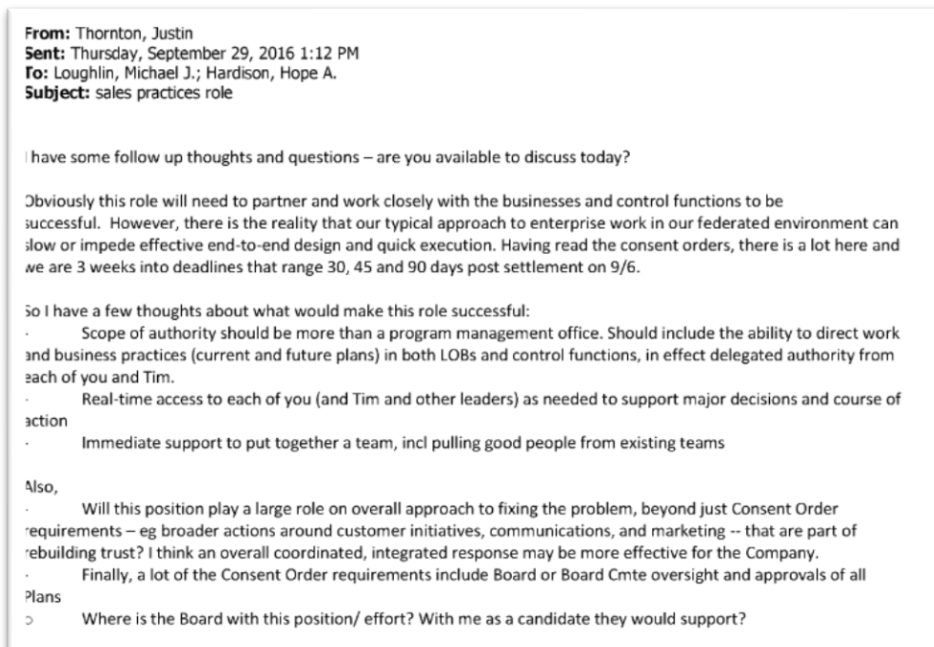 From: Thornton, Justin
Sent: Thursday, September 29, 2016 1:12 PM
To: Loughlin, Michael J.; Hardison, Hope A.
Subject: sales practices role
I have some follow up thoughts and questions – are you available to discuss today?
Obviously this role will need to partner and work closely with the businesses and control functions to be
successful.  However, there is the reality that our typical approach to enterprise work in our federated environment can
slow or impede effective end-to-end design and quick execution. Having read the consent orders, there is a lot here and
we are 3 weeks into deadlines that range 30, 45 and 90 days post settlement on 9/6.
So I have a few thoughts about what would make this role successful:
· Scope of authority should be more than a program management office. Should include the ability to direct work
and business practices (current and future plans) in both LOBs and control functions, in effect delegated authority from
each of you and Tim.
· Real-time access to each of you (and Tim and other leaders) as needed to support major decisions and course of
action
· Immediate support to put together a team, incl pulling good people from existing teams
Also,
· Will this position play a large role on overall approach to fixing the problem, beyond just Consent Order
requirements – eg broader actions around customer initiatives, communications, and marketing -- that are part of
rebuilding trust? I think an overall coordinated, integrated response may be more effective for the Company.
· Finally, a lot of the Consent Order requirements include Board or Board Cmte oversight and approvals of all
Plans
o Where is the Board with this position/ effort? With me as a candidate they would support?